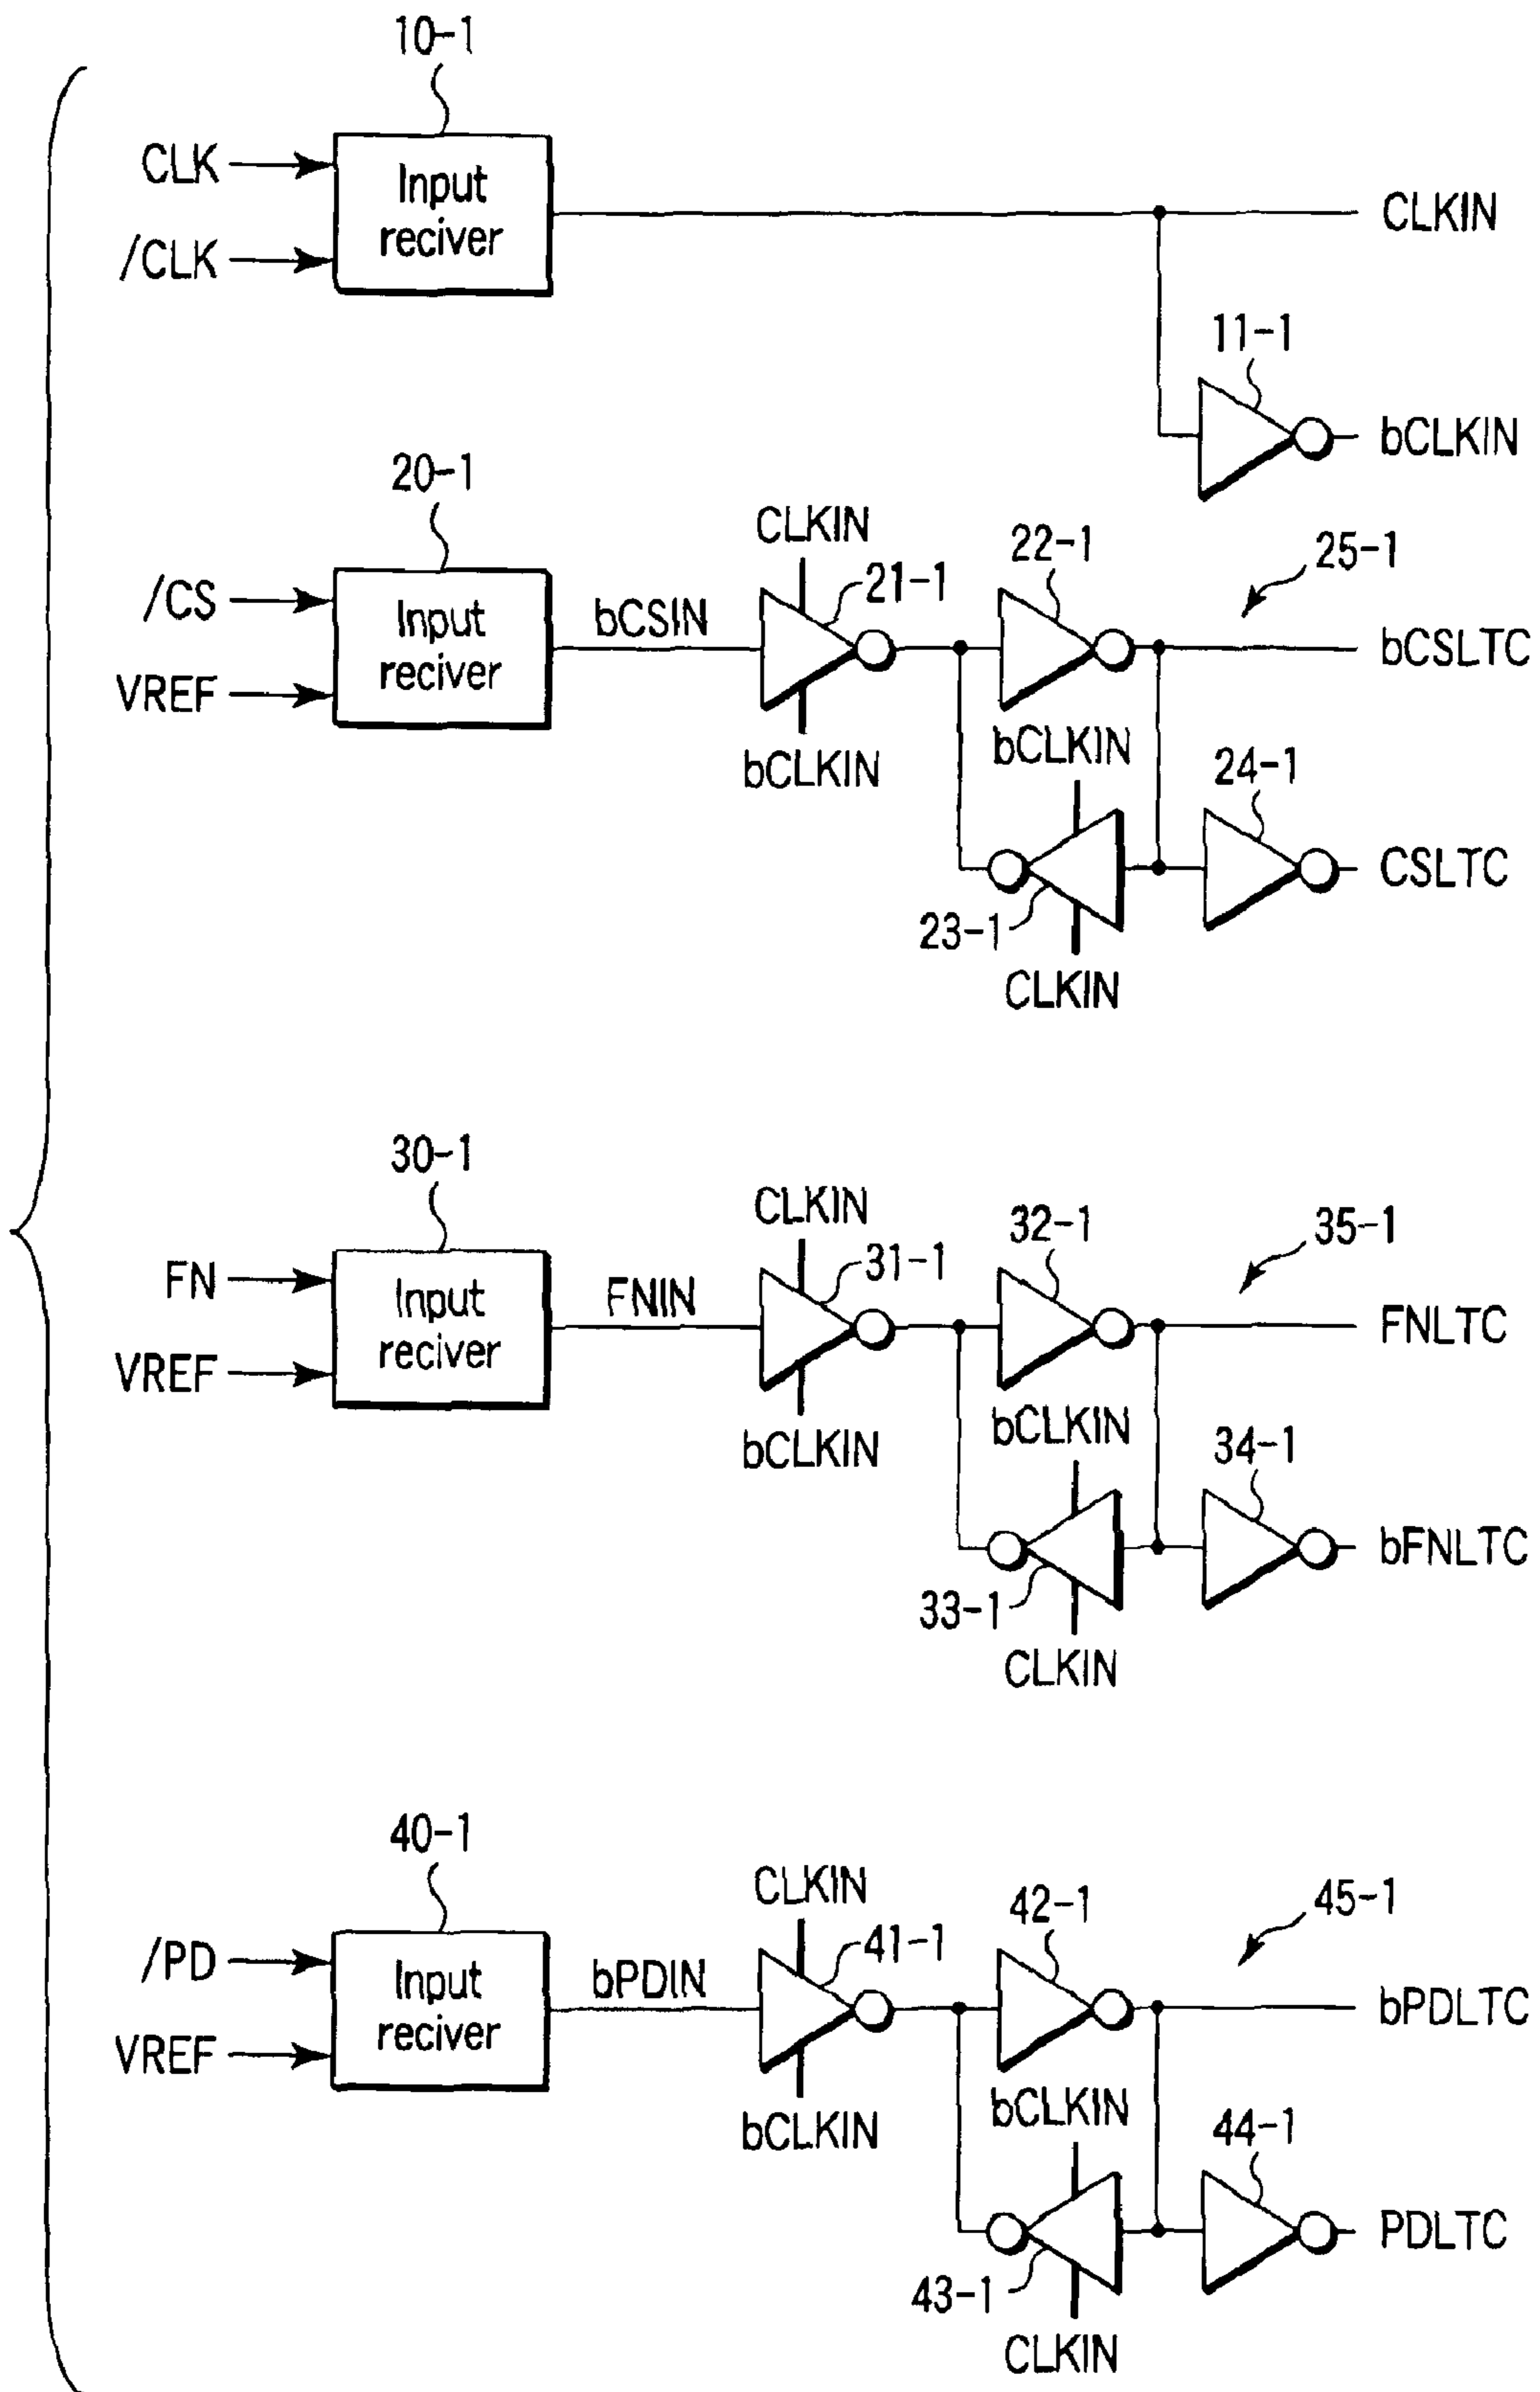 10-1
CLK
/CLK
Input
reciver
CLKIN
11-1
bCLKIN
20-1
/CS
VREF
Input
reciver
bCSIN
CLKIN
21-1
bCLKIN
22-1
25-1
bCSLTC
bCLKIN
23-1
CLKIN
24-1
CSLTC
30-1
FN
VREF
Input
reciver
FNIN
CLKIN
31-1
bCLKIN
32-1
35-1
FNLTC
bCLKIN
33-1
CLKIN
34-1
bFNLTC
40-1
/PD
VREF
Input
reciver
bPDIN
CLKIN
41-1
bCLKIN
42-1
45-1
bPDLTC
bCLKIN
43-1
CLKIN
44-1
PDLTC